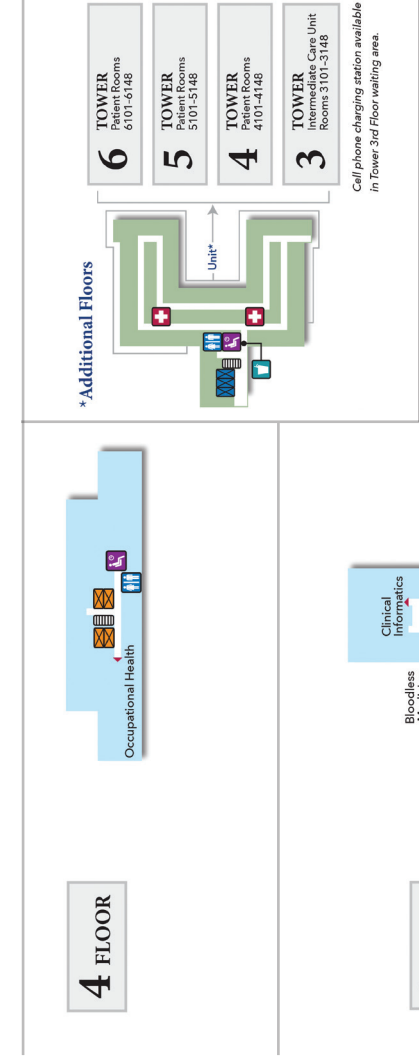 4 FLOOR
Occupational Health
*Additional Floors
Unit*
6 TOWER
Patient Rooms
6101-6148
5 TOWER
Patient Rooms
5101-5148
4 TOWER
Patient Rooms
4101-4148
3 TOWER
Intermediate Care Unit
Rooms 3101-3148
Cell phone charging station available
in Tower 3rd Floor waiting area.
Clinical
Informatics
Bloodless